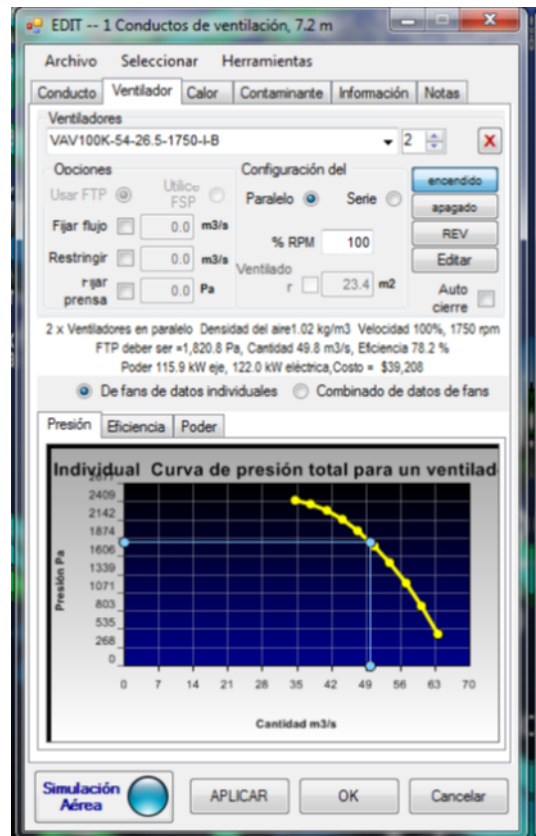 EDIT -- 1 Conductos de ventilación, 7.2 m
Archivo Seleccionar Herramientas
Conducto Ventilador Calor Contaminante Información Notas
Ventiladores
VAV100K-54-26.5-1750-I-B 2 X
Opciones Configuración del
Usar FTP Utilice FSP Paralelo Serie encendido
apagado
Fijar flujo 0.0 m3/s % RPM 100 REV
Restringir 0.0 m3/s Ventilado r 23.4 m2 Editar
Fijar prensa 0.0 Pa Auto cierre
2 x Ventiladores en paralelo Densidad del aire1.02 kg/m3 Velocidad 100%, 1750 rpm
FTP deber ser =1,820.8 Pa, Cantidad 49.8 m3/s, Eficiencia 78.2 %
Poder 115.9 kW eje, 122.0 kW eléctrica,Costo = $39,208
De fans de datos individuales Combinado de datos de fans
Presión Eficiencia Poder
Individual Curva de presión total para un ventilad
2677
2409
2142
1874
1606
1339
1071
803
535
268
0
Presión Pa
0 7 14 21 28 35 42 49 56 63 70
Cantidad m3/s
Simulación Aérea APLICAR OK Cancelar